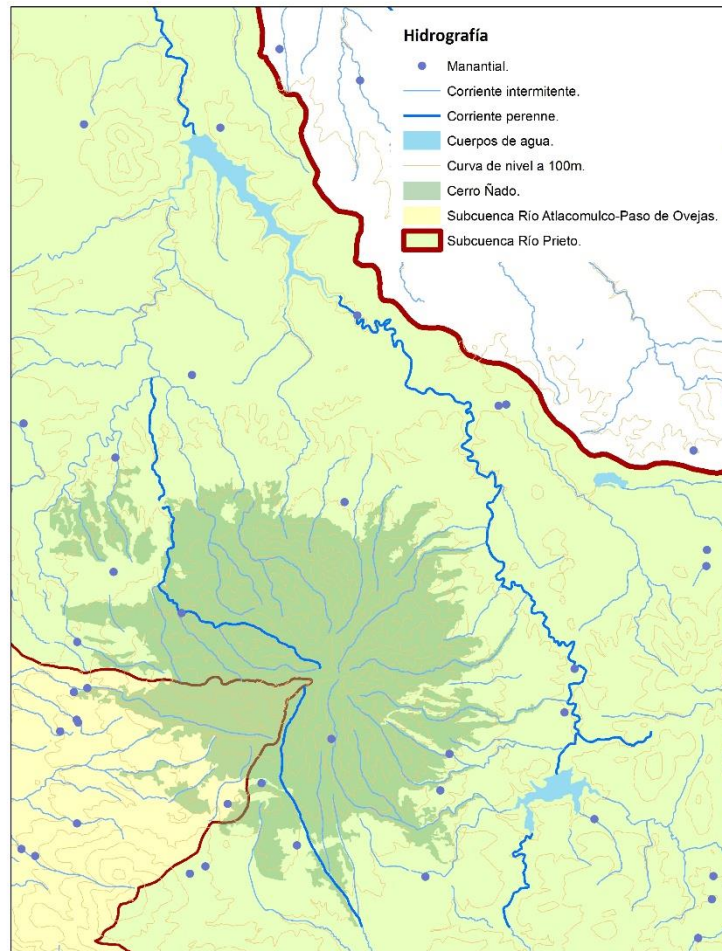 Hidrografía
Manantial.
Corriente intermitente.
Corriente perenne.
Cuerpos de agua.
Curva de nivel a 100m.
Cerro Ñado.
Subcuenca Río Atlacomulco-Paso de Ovejas.
Subcuenca Río Prieto.